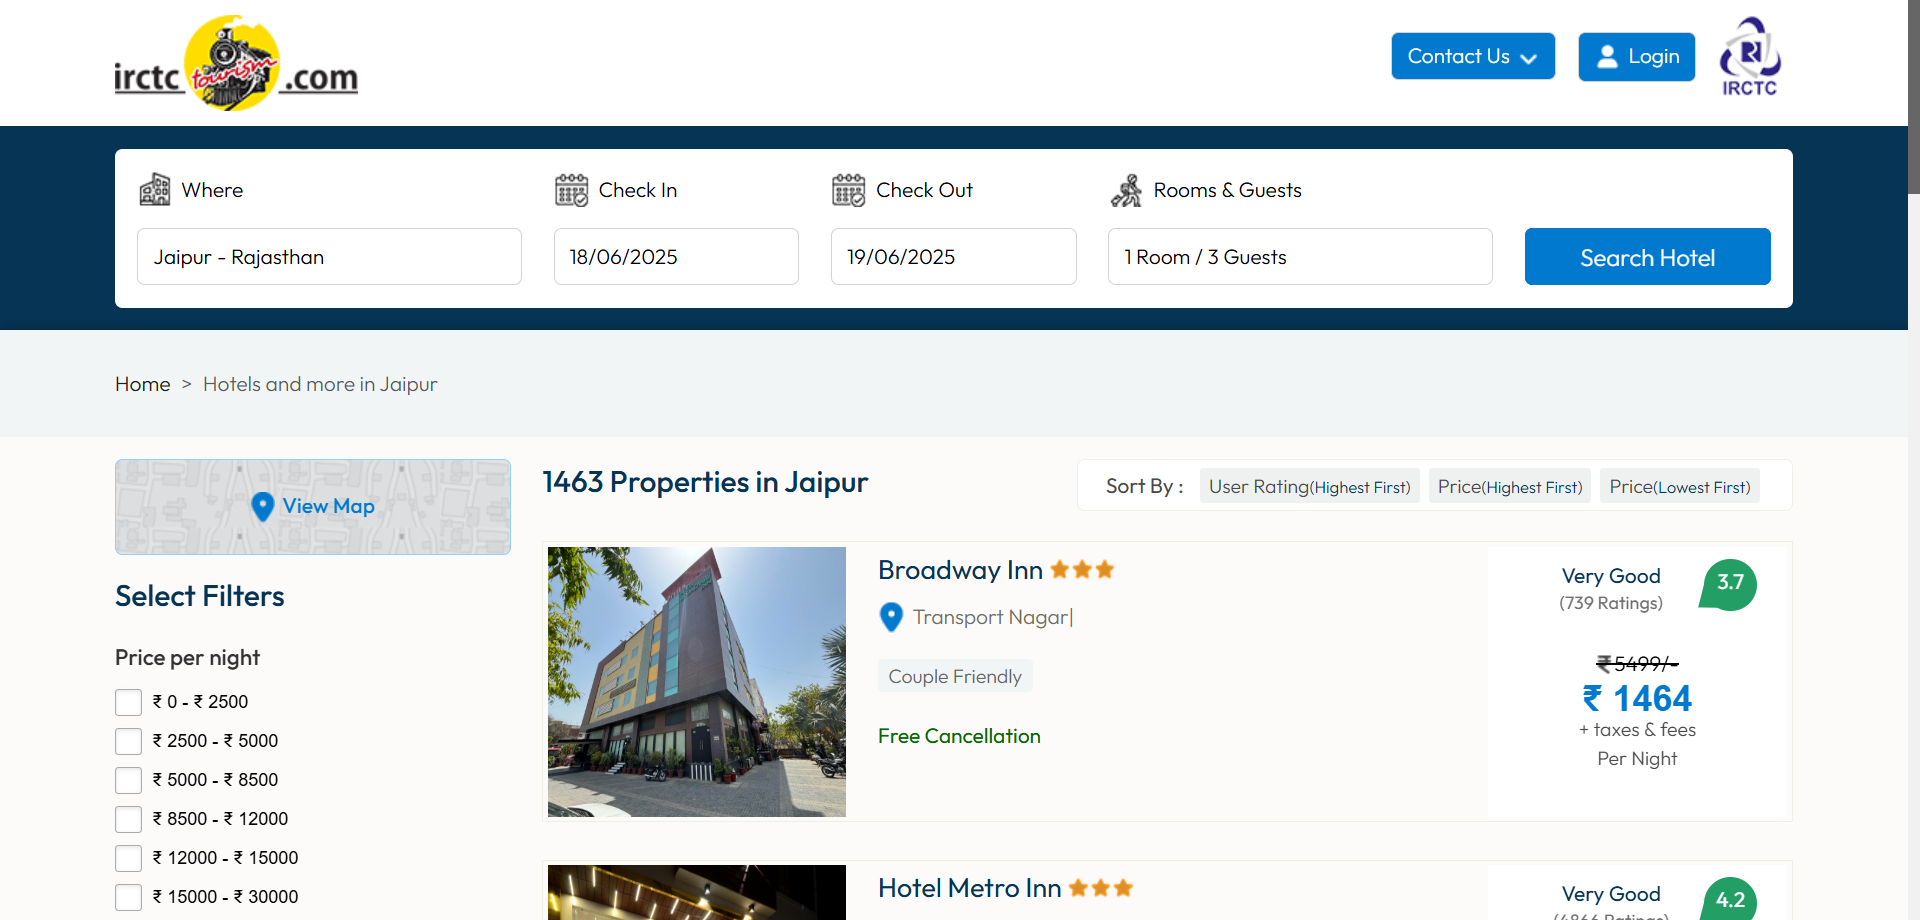 irctc tourism .com
Contact Us
Login
IRCTC
Where
Check In
Check Out
Rooms & Guests
Jaipur - Rajasthan
18/06/2025
19/06/2025
1 Room / 3 Guests
Search Hotel
Home > Hotels and more in Jaipur
View Map
1463 Properties in Jaipur
Sort By :
User Rating(Highest First)
Price(Highest First)
Price(Lowest First)
Select Filters
Price per night
₹ 0 - ₹ 2500
₹ 2500 - ₹ 5000
₹ 5000 - ₹ 8500
₹ 8500 - ₹ 12000
₹ 12000 - ₹ 15000
₹ 15000 - ₹ 30000
Broadway Inn
Transport Nagar|
Couple Friendly
Free Cancellation
Very Good
(739 Ratings)
3.7
₹ 5499/-
₹ 1464
+ taxes & fees
Per Night
Hotel Metro Inn
Very Good
(4866 Ratings)
4.2